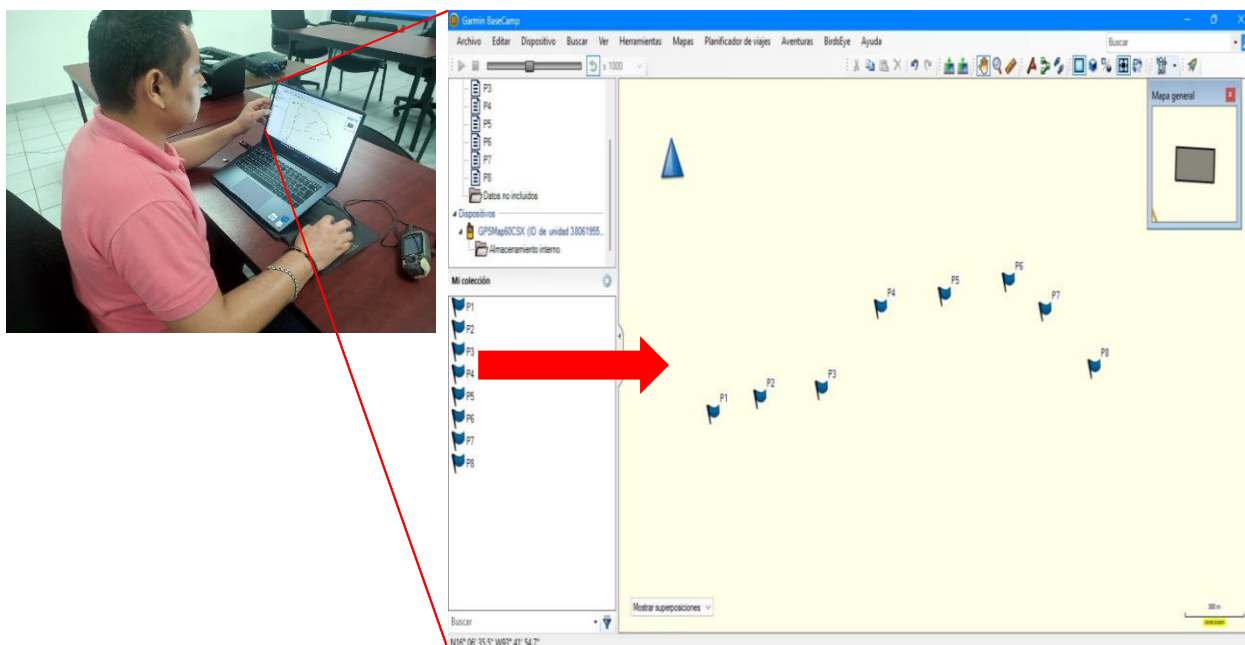 Garmin BaseCamp
Archivo Editar Dispositivo Buscar Ver Herramientas Mapas Planificador de viajes Aventuras BirdsEye Ayuda
Buscar
x 1000
P3
P4
P5
P6
P7
P8
Datos no incluidos
Dispositivos
GPSMap60CSX (ID de unidad 38061955...
Almacenamiento interno
Mi colección
P1
P2
P3
P4
P5
P6
P7
P8
Buscar
N16° 06' 35.5" W93° 41' 54.7"
Mapa general
P1
P2
P3
P4
P5
P6
P7
P8
Mostrar superposiciones
300 m